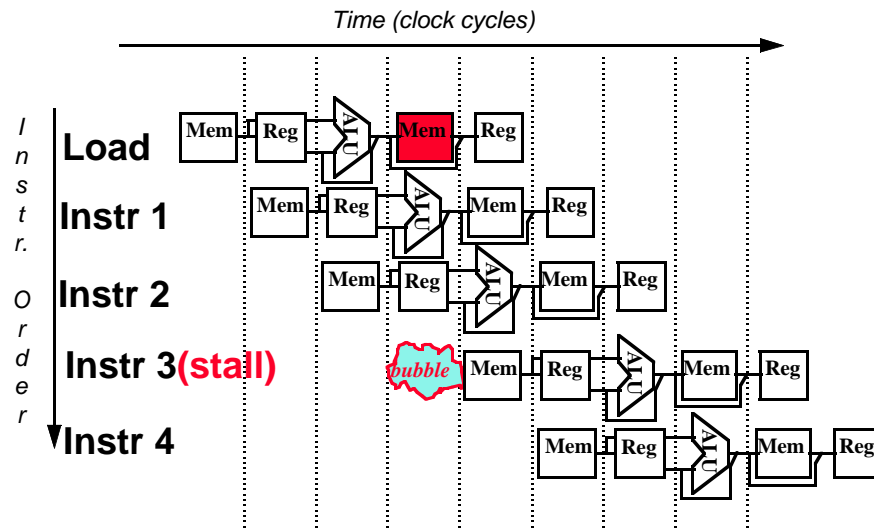 Time (clock cycles)
Instr. Order
Load
Mem Reg ALU Mem Reg
Instr 1
Mem Reg ALU Mem Reg
Instr 2
Mem Reg ALU Mem Reg
Instr 3(stall)
bubble Mem Reg ALU Mem Reg
Instr 4
Mem Reg ALU Mem Reg